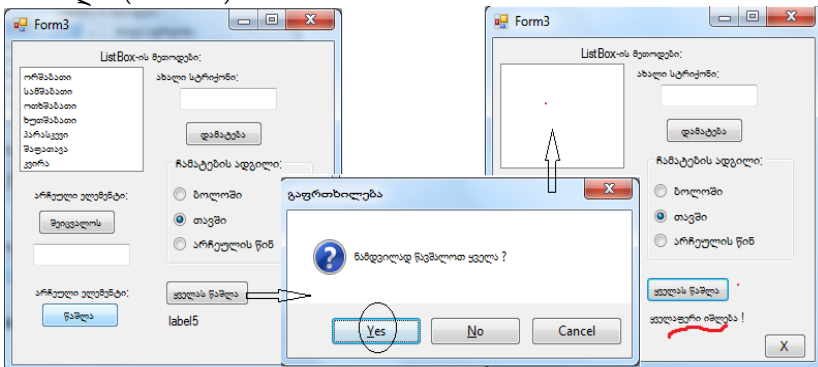 Form3
ListBox-ის მეთოდები:
ორშაბათი
სამშაბათი
ოთხშაბათი
ხუთშაბათი
პარასკევი
შაფათავა
კვირა
ახალი სტრიქონი:
დამატება
ჩამატების ადგილი:
ბოლოში
თავში
არჩეულის წინ
არჩეული ელემენტი:
შეიცვალოს
არჩეული ელემენტი:
წაშლა
ყველას წაშლა
label5
გაფრთხილება
ნამდვილად წავშალოთ ყველა ?
Yes
No
Cancel
Form3
ListBox-ის მეთოდები:
ახალი სტრიქონი:
დამატება
ჩამატების ადგილი:
ბოლოში
თავში
არჩეულის წინ
ყველას წაშლა
ყველაფერი იშლება !
X